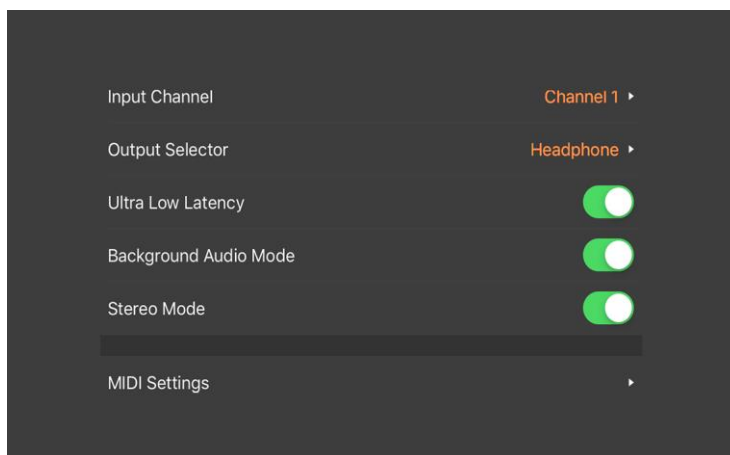 Input Channel Channel 1
Output Selector Headphone
Ultra Low Latency
Background Audio Mode
Stereo Mode
MIDI Settings